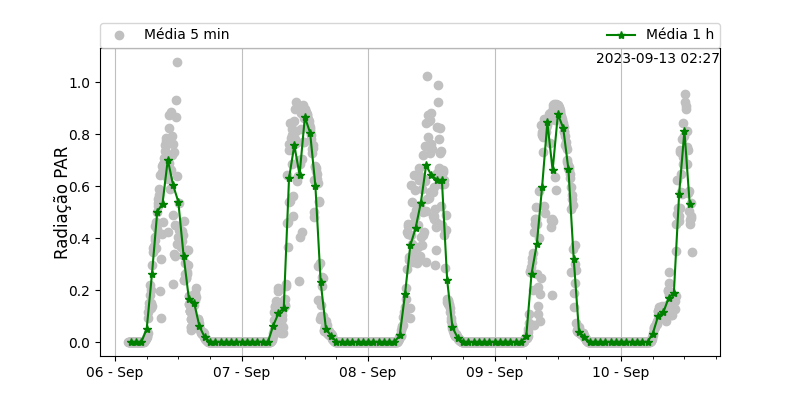 Média 5 min
Média 1 h
2023-09-13 02:27
Radiação PAR
1.0
0.8
0.6
0.4
0.2
0.0
06 - Sep
07 - Sep
08 - Sep
09 - Sep
10 - Sep